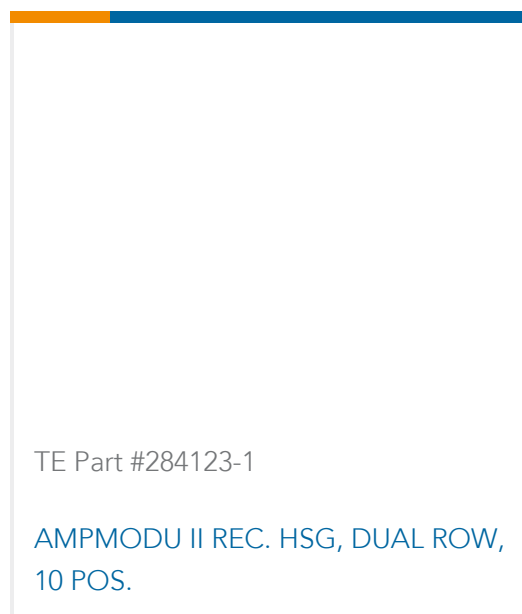 TE Part #284123-1
AMPMODU II REC. HSG, DUAL ROW,
10 POS.